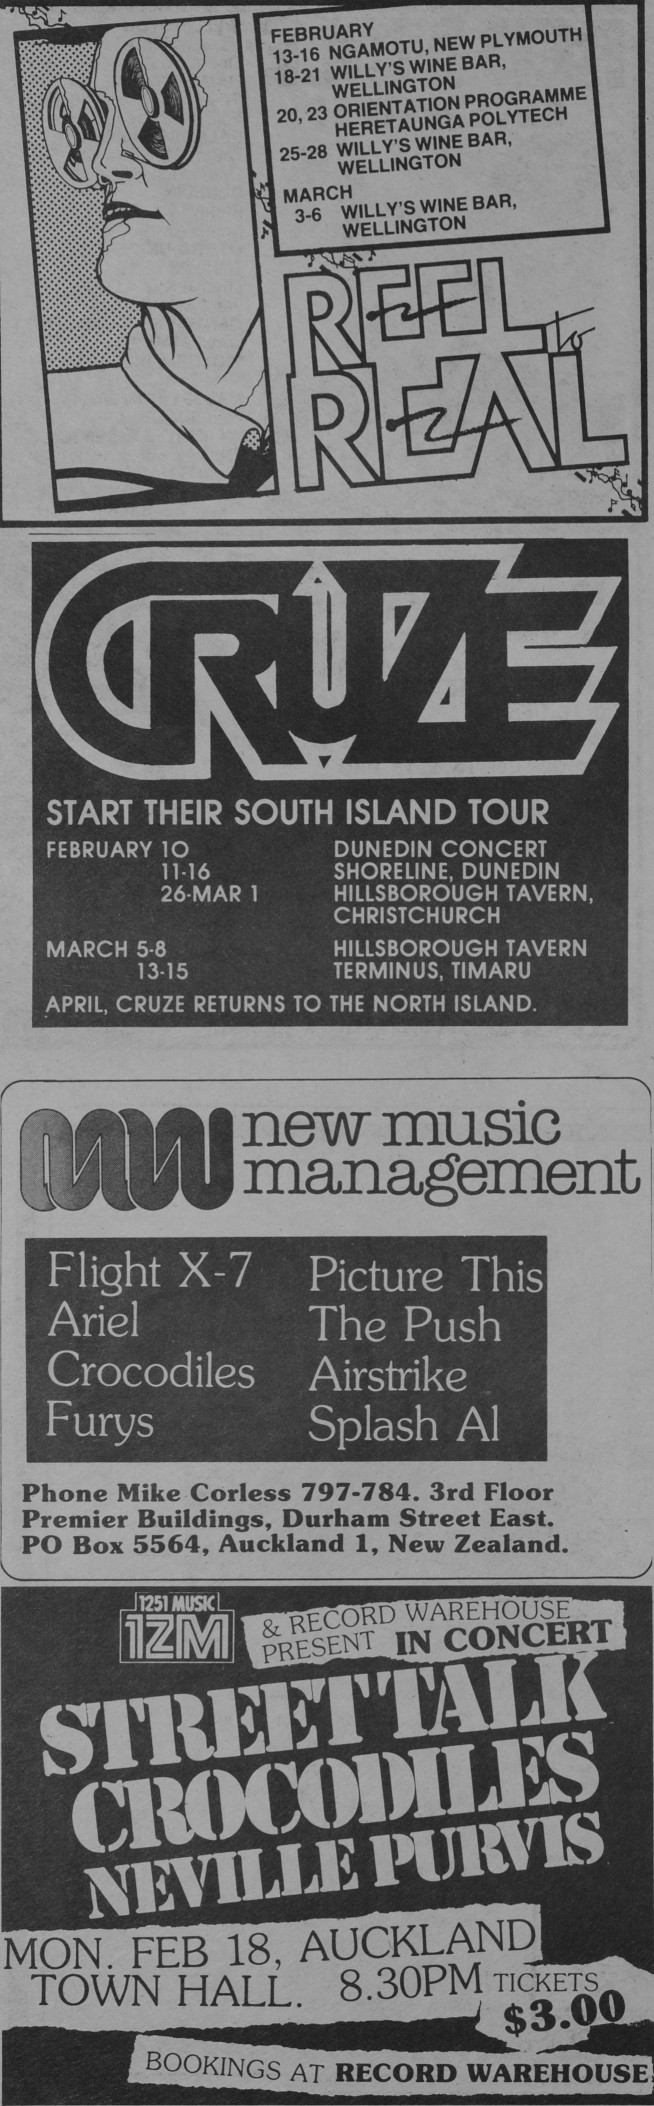 FEBRUARY
13-16 NGAMOTU, NEW PLYMOUTH
18-21 WILLY'S WINE BAR,
WELLINGTON
20, 23 ORIENTATION PROGRAMME
HERETAUNGA POLYTECH
25-28 WILLY'S WINE BAR,
WELLINGTON
MARCH
3-6 WILLY'S WINE BAR,
WELLINGTON
REEL to
REAL
CRUZE
START THEIR SOUTH ISLAND TOUR
FEBRUARY 10 DUNEDIN CONCERT
11-16 SHORELINE, DUNEDIN
26-MAR 1 HILLSBOROUGH TAVERN,
CHRISTCHURCH
MARCH 5-8 HILLSBOROUGH TAVERN
13-15 TERMINUS, TIMARU
APRIL, CRUZE RETURNS TO THE NORTH ISLAND.
new music
management
Flight X-7 Picture This
Ariel The Push
Crocodiles Airstrike
Furys Splash Al
Phone Mike Corless 797-784. 3rd Floor
Premier Buildings, Durham Street East.
PO Box 5564, Auckland 1, New Zealand.
1251 MUSIC
1ZM
& RECORD WAREHOUSE
PRESENT IN CONCERT
STREET TALK
CROCODILES
NEVILLE PURVIS
MON. FEB 18, AUCKLAND
TOWN HALL. 8.30PM TICKETS
$3.00
BOOKINGS AT RECORD WAREHOUSE